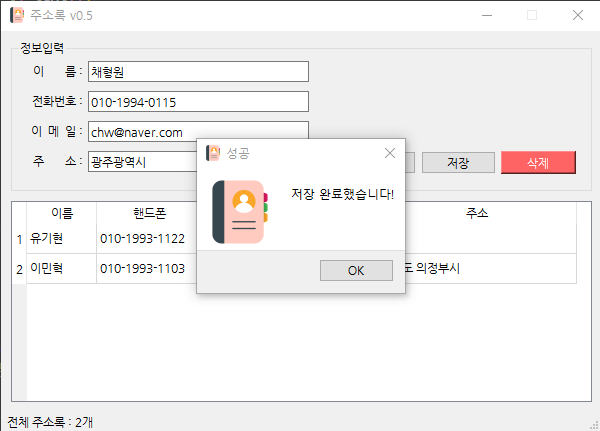 주소록 v0.5
정보입력
이 름 : 채형원
전화번호 : 010-1994-0115
이 메 일 : chw@naver.com
주 소 : 광주광역시
저장 삭제
성공
저장 완료했습니다!
OK
이름 핸드폰 주소
1 유기현 010-1993-1122
2 이민혁 010-1993-1103 도 의정부시
전체 주소록 : 2개